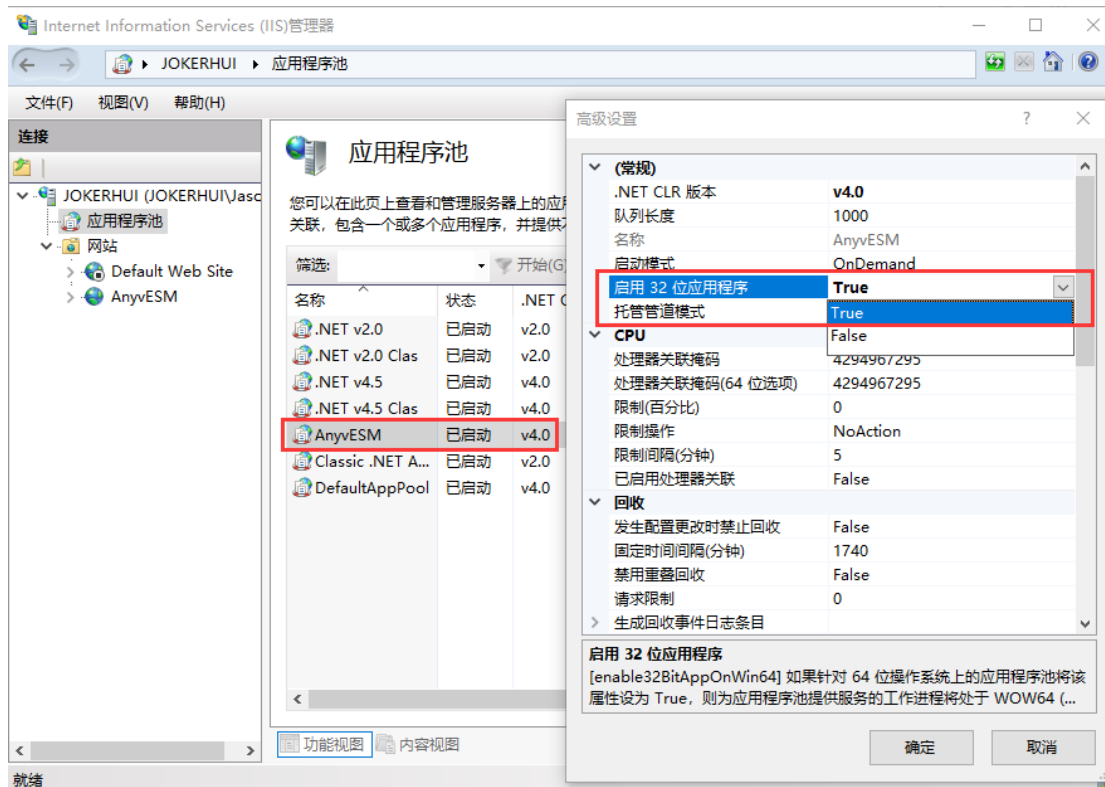 Internet Information Services (IIS)管理器
JOKERHUI
应用程序池
文件(F) 视图(V) 帮助(H)
连接
JOKERHUI (JOKERHUI\Jasc
应用程序池
网站
Default Web Site
AnyvESM
应用程序池
您可以在此页上查看和管理服务器上的应用
关联，包含一个或多个应用程序，并提供
筛选:
开始(G)
名称 状态 .NET C
.NET v2.0 已启动 v2.0
.NET v2.0 Clas 已启动 v2.0
.NET v4.5 已启动 v4.0
.NET v4.5 Clas 已启动 v4.0
AnyvESM 已启动 v4.0
Classic .NET A... 已启动 v2.0
DefaultAppPool 已启动 v4.0
功能视图 内容视图
就绪
高级设置
?
(常规)
.NET CLR 版本 v4.0
队列长度 1000
名称 AnyvESM
启动模式 OnDemand
启用 32 位应用程序 True
托管管道模式
True
False
CPU
处理器关联掩码 4294967295
处理器关联掩码(64 位选项) 4294967295
限制(百分比) 0
限制操作 NoAction
限制间隔(分钟) 5
已启用处理器关联 False
回收
发生配置更改时禁止回收 False
固定时间间隔(分钟) 1740
禁用重叠回收 False
请求限制 0
生成回收事件日志条目
启用 32 位应用程序
[enable32BitAppOnWin64] 如果针对 64 位操作系统上的应用程序池将该
属性设为 True，则为应用程序池提供服务的工作进程将处于 WOW64 (...
确定 取消